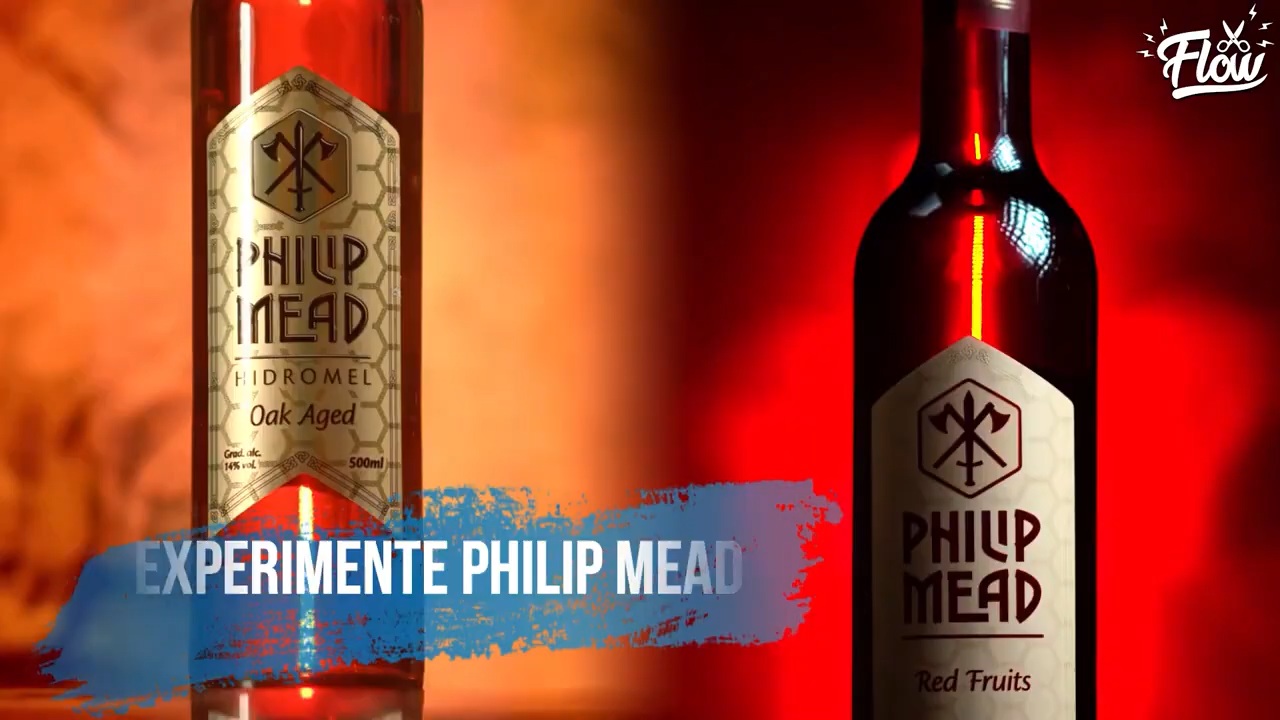 Flow
PHILIP
MEAD
HIDROMEL
Oak Aged
Grad. alc.
14% vol.
500ml
EXPERIMENTE PHILIP MEAD
PHILIP
MEAD
Red Fruits